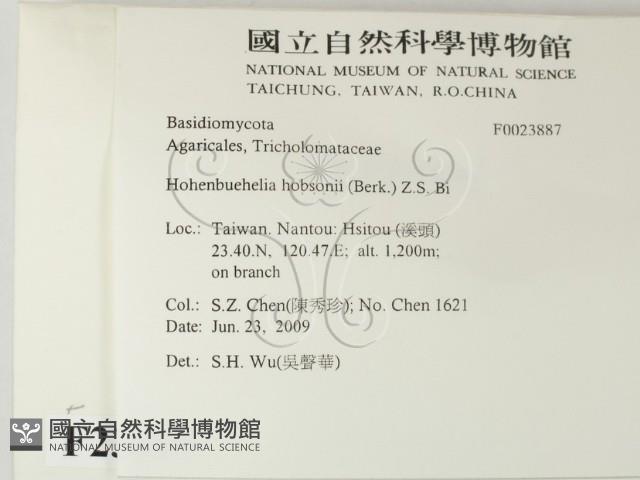 國立自然科學博物館
NATIONAL MUSEUM OF NATURAL SCIENCE
TAICHUNG, TAIWAN, R.O.CHINA
Basidiomycota
F0023887
Agaricales, Tricholomataceae
Hohenbuehelia hobsonii (Berk.) Z.S. Bi
Loc.: Taiwan. Nantou: Hsitou (溪頭)
23.40.N, 120.47.E; alt. 1,200m;
on branch
Col.: S.Z. Chen(陳秀珍); No. Chen 1621
Date: Jun. 23, 2009
Det.: S.H. Wu(吳聲華)
F2
國立自然科學博物館
NATIONAL MUSEUM OF NATURAL SCIENCE